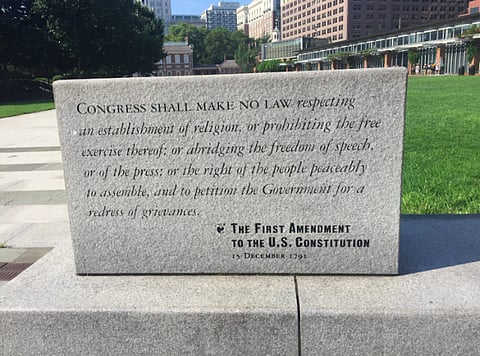 CONGRESS SHALL MAKE NO LAW respecting
an establishment of religion, or prohibiting the free
exercise thereof; or abridging the freedom of speech,
or of the press; or the right of the people peaceably
to assemble, and to petition the Government for a
redress of grievances.
THE FIRST AMENDMENT
TO THE U.S. CONSTITUTION
15 DECEMBER 1791